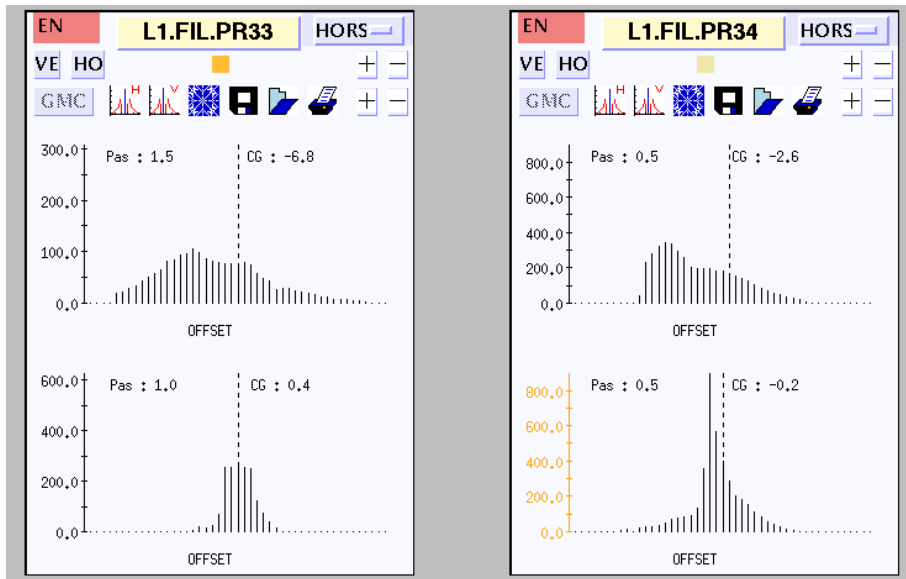 EN L1.FIL.PR33 HORS
VE HO + −
GMC H V + −
300.0 Pas : 1.5 CG : -6.8
200.0
100.0
0.0
OFFSET
600.0 Pas : 1.0 CG : 0.4
400.0
200.0
0.0
OFFSET
EN L1.FIL.PR34 HORS
VE HO + −
GMC H V + −
800.0 Pas : 0.5 CG : -2.6
600.0
400.0
200.0
0.0
OFFSET
800.0 Pas : 0.5 CG : -0.2
600.0
400.0
200.0
0.0
OFFSET